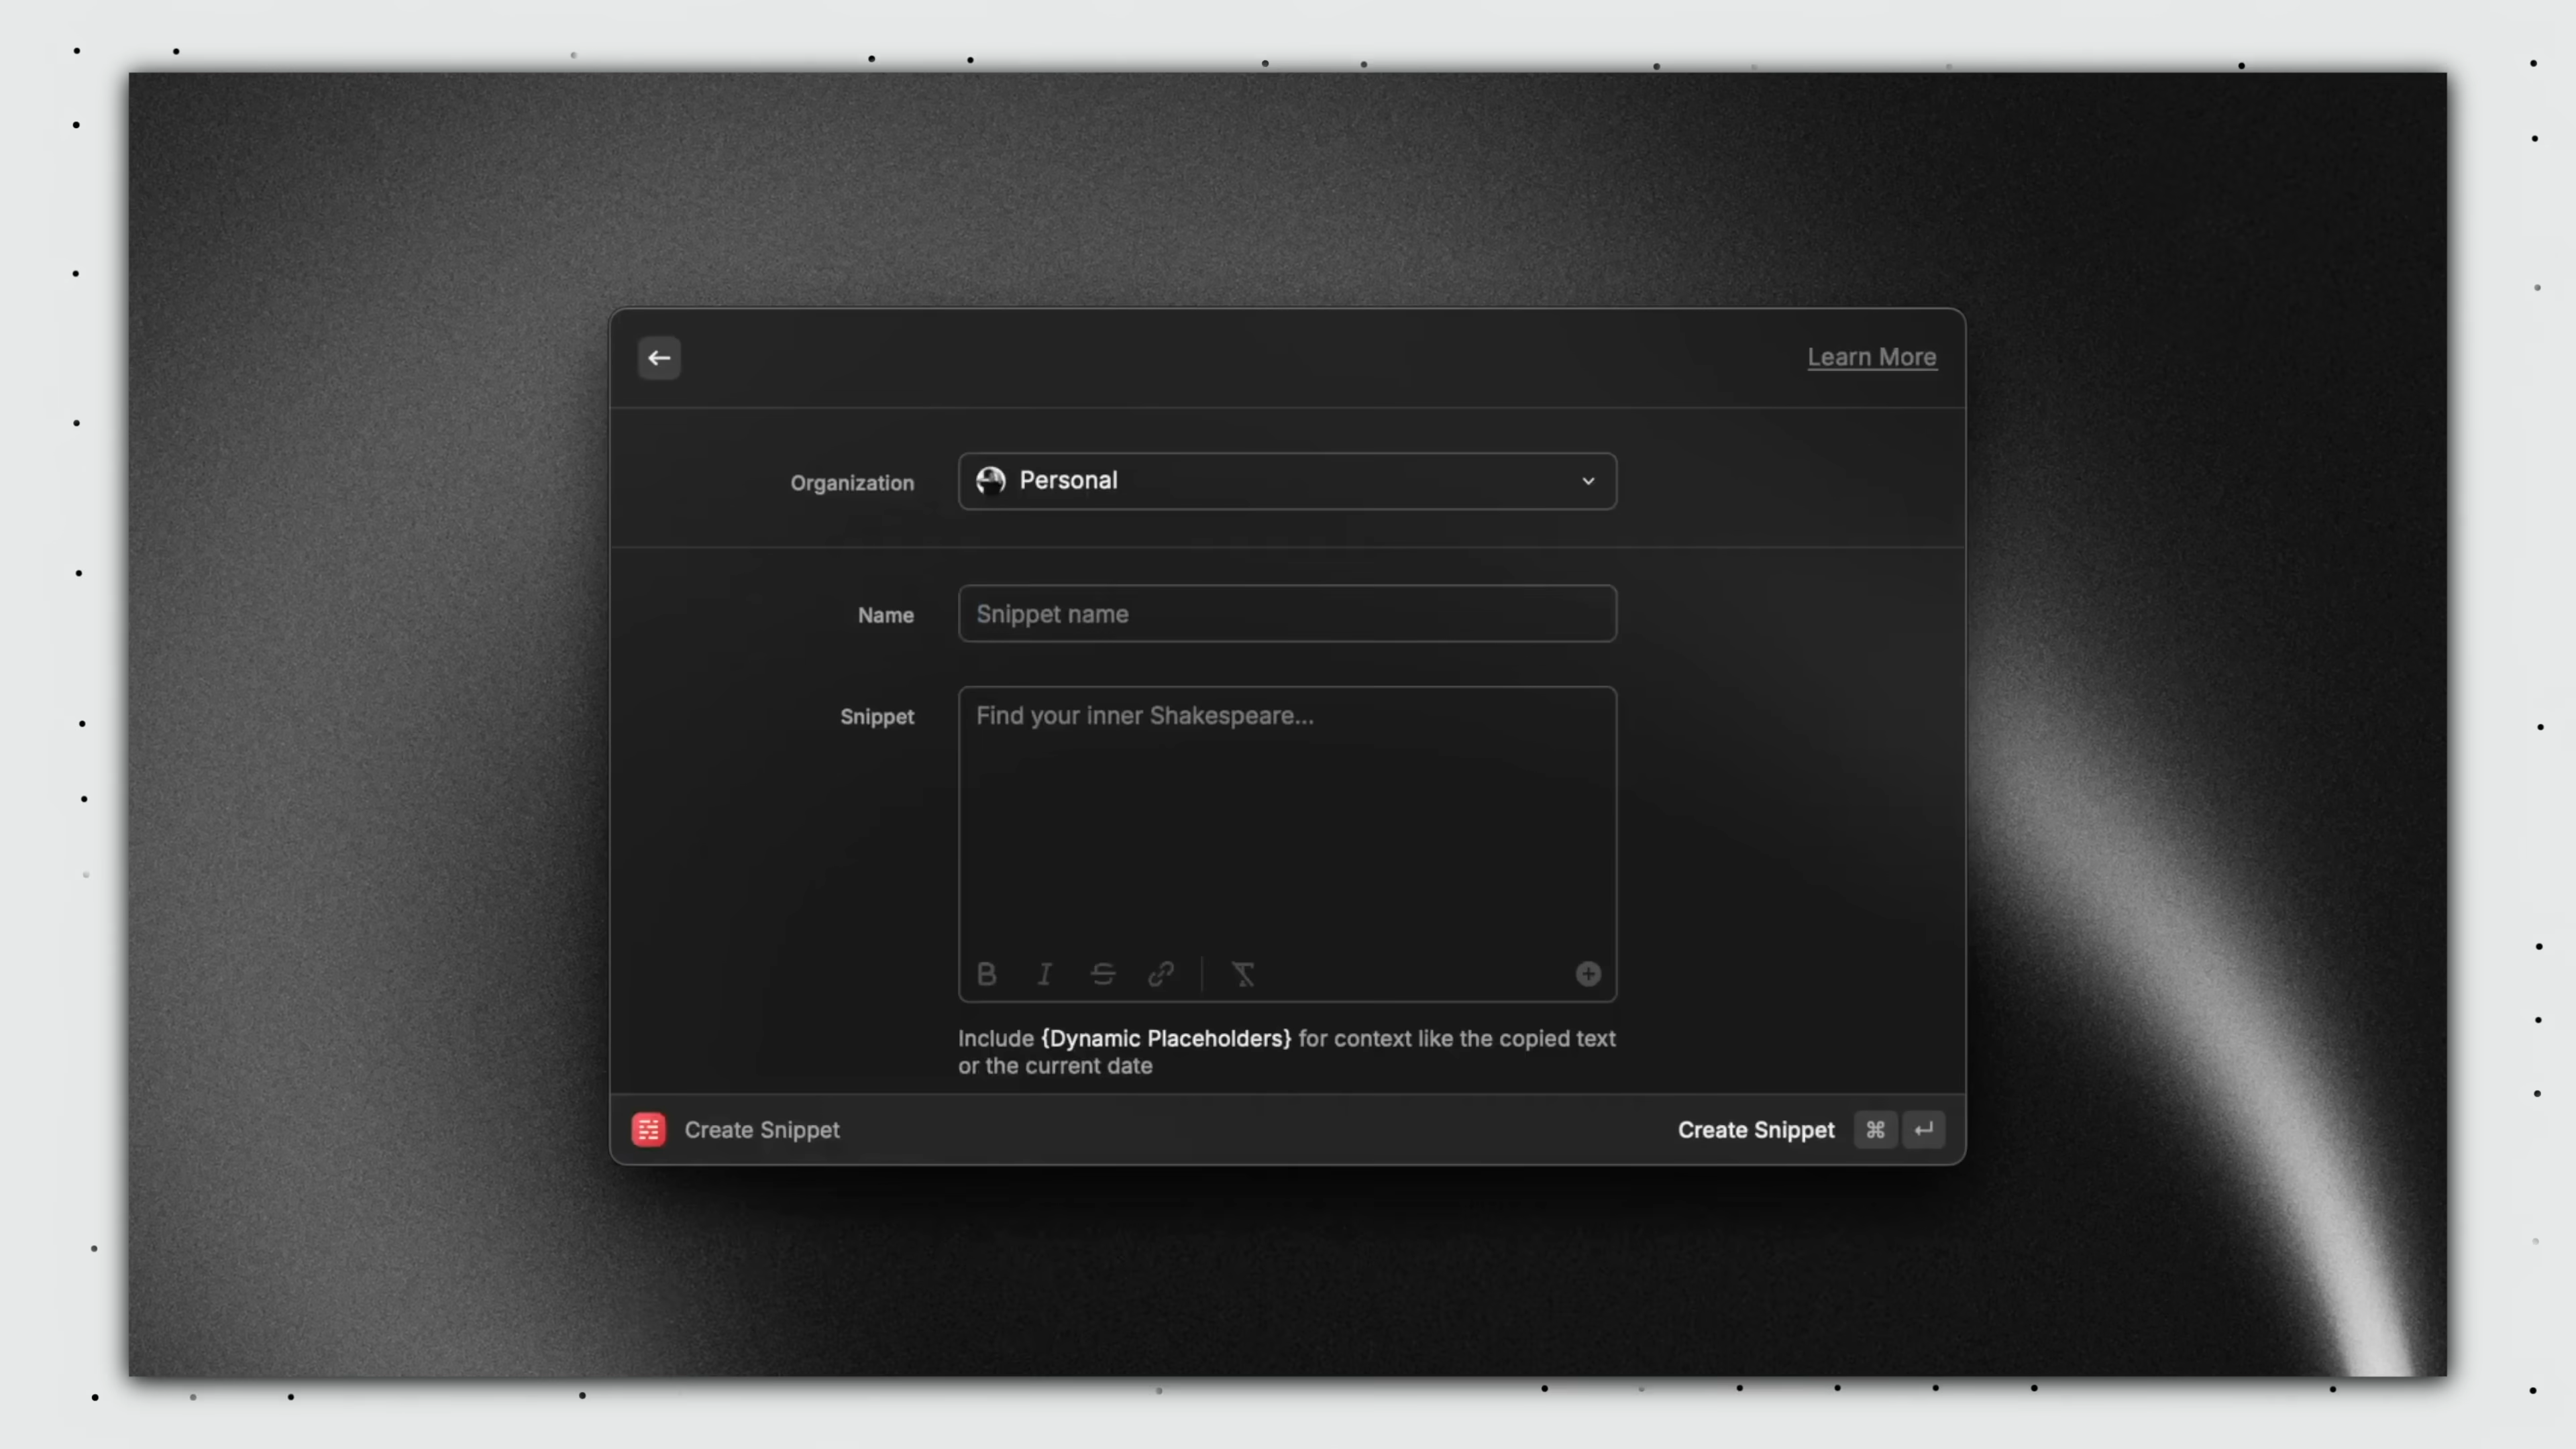 Learn More
Organization
Personal
Name
Snippet name
Snippet
Find your inner Shakespeare...
B I S
Include {Dynamic Placeholders} for context like the copied text
or the current date
Create Snippet
Create Snippet ⌘ ↵